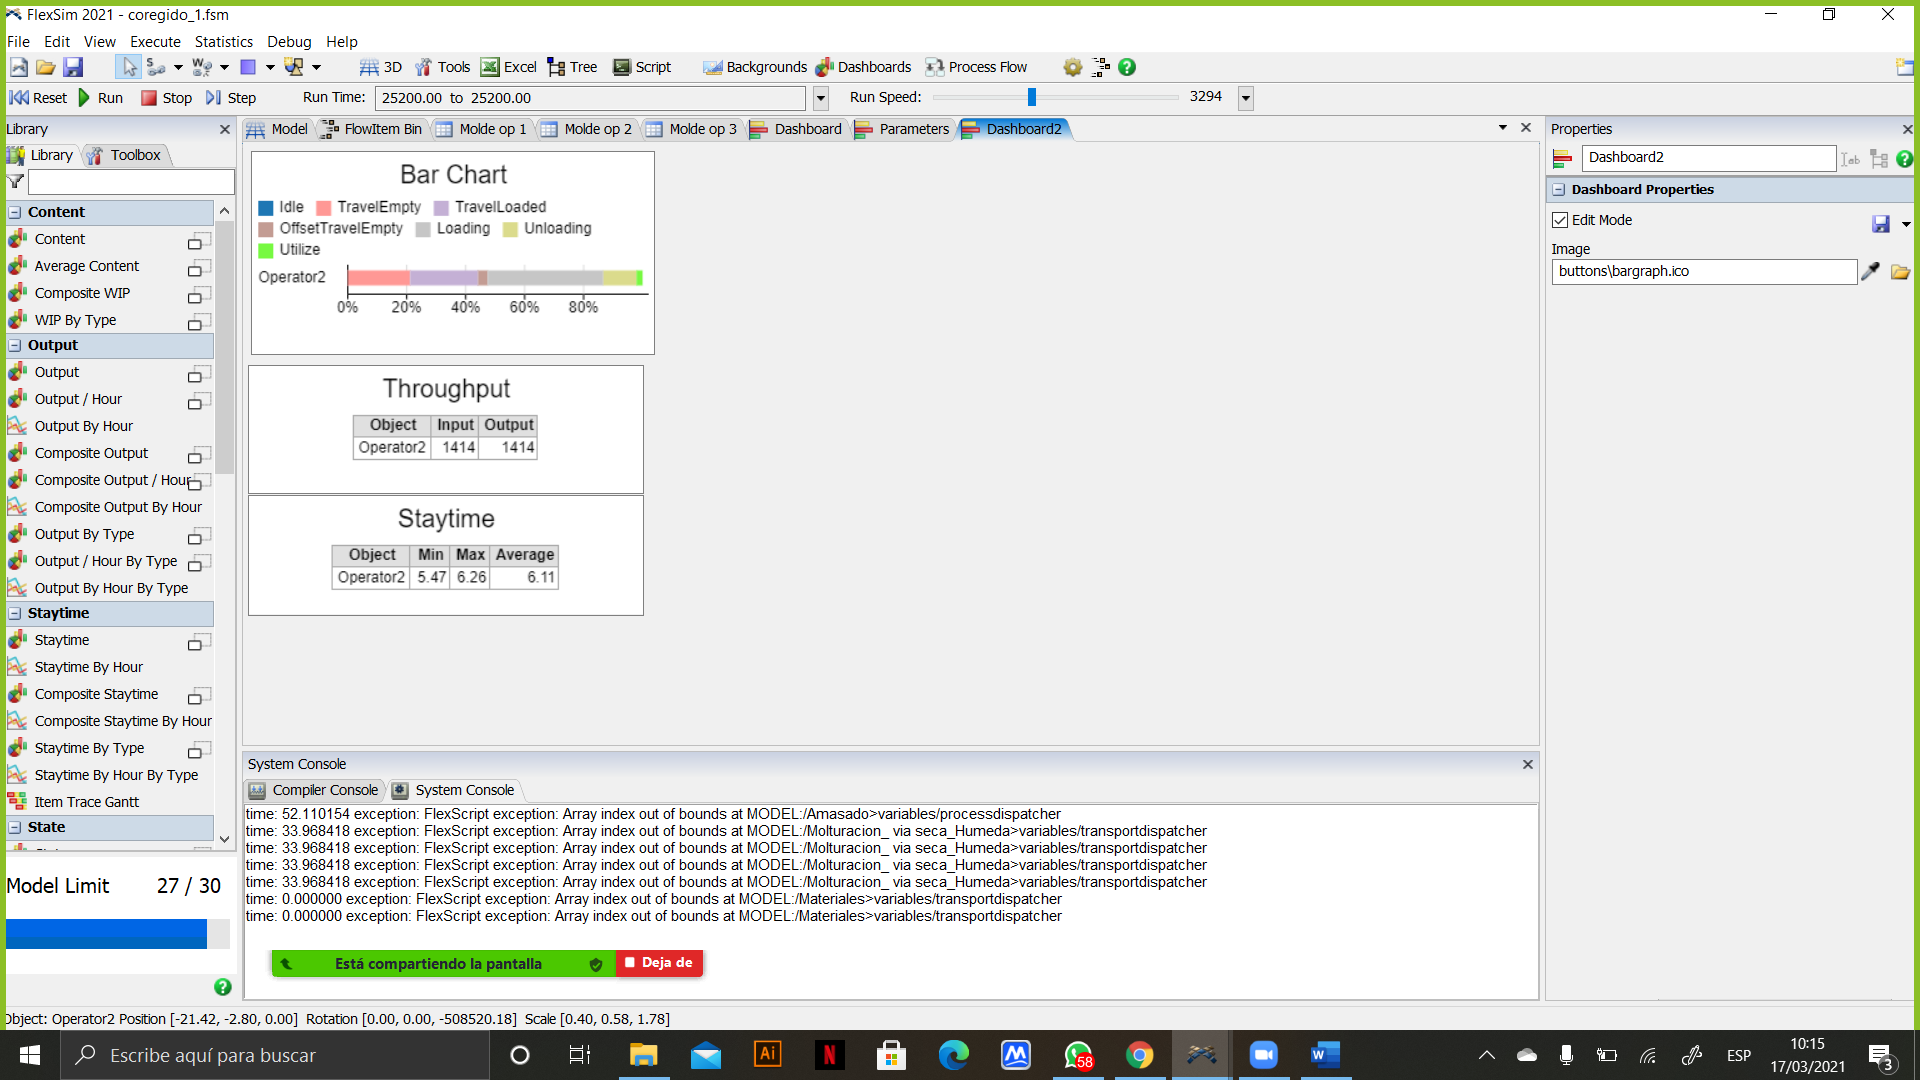 FlexSim 2021 - coregido_1.fsm
File Edit View Execute Statistics Debug Help
3D Tools Excel Tree Script Backgrounds Dashboards Process Flow
Reset Run Stop Step Run Time: 25200.00 to 25200.00 Run Speed: 3294
Library
Library Toolbox
Content
Content
Average Content
Composite WIP
WIP By Type
Output
Output
Output / Hour
Output By Hour
Composite Output
Composite Output / Hour
Composite Output By Hour
Output By Type
Output / Hour By Type
Output By Hour By Type
Staytime
Staytime
Staytime By Hour
Composite Staytime
Composite Staytime By Hour
Staytime By Type
Staytime By Hour By Type
Item Trace Gantt
State
Model Limit 27 / 30
Model FlowItem Bin Molde op 1 Molde op 2 Molde op 3 Dashboard Parameters Dashboard2
Bar Chart
Idle TravelEmpty TravelLoaded
OffsetTravelEmpty Loading Unloading
Utilize
Operator2
0% 20% 40% 60% 80%
Throughput
Object Input Output
Operator2 1414 1414
Staytime
Object Min Max Average
Operator2 5.47 6.26 6.11
Properties
Dashboard2
Dashboard Properties
Edit Mode
Image
buttons\bargraph.ico
System Console
Compiler Console System Console
time: 52.110154 exception: FlexScript exception: Array index out of bounds at MODEL:/Amasado>variables/processdispatcher
time: 33.968418 exception: FlexScript exception: Array index out of bounds at MODEL:/Molturacion_ via seca_Humeda>variables/transportdispatcher
time: 33.968418 exception: FlexScript exception: Array index out of bounds at MODEL:/Molturacion_ via seca_Humeda>variables/transportdispatcher
time: 33.968418 exception: FlexScript exception: Array index out of bounds at MODEL:/Molturacion_ via seca_Humeda>variables/transportdispatcher
time: 33.968418 exception: FlexScript exception: Array index out of bounds at MODEL:/Molturacion_ via seca_Humeda>variables/transportdispatcher
time: 0.000000 exception: FlexScript exception: Array index out of bounds at MODEL:/Materiales>variables/transportdispatcher
time: 0.000000 exception: FlexScript exception: Array index out of bounds at MODEL:/Materiales>variables/transportdispatcher
Está compartiendo la pantalla Deja de
Object: Operator2 Position [-21.42, -2.80, 0.00] Rotation [0.00, 0.00, -508520.18] Scale [0.40, 0.58, 1.78]
Escribe aquí para buscar
Ai
N
58
W
ESP
10:15
17/03/2021
3